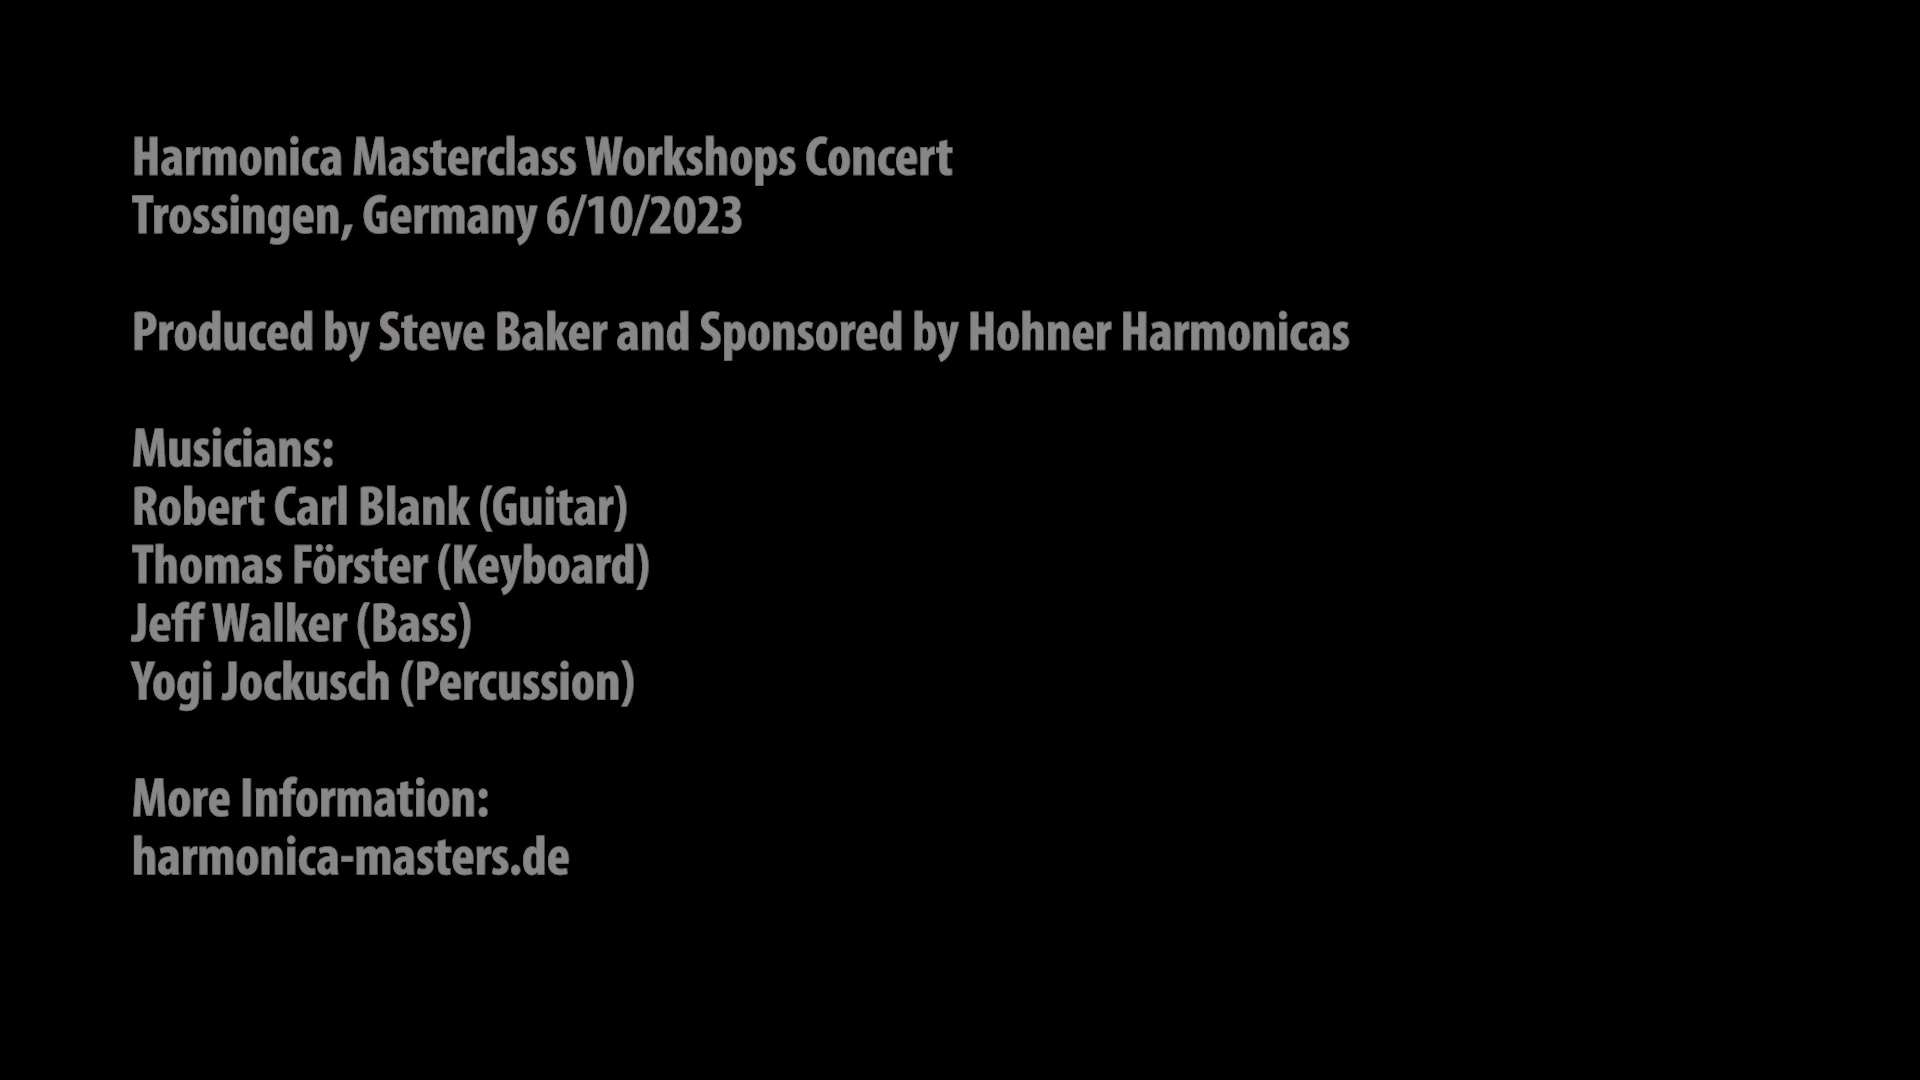 Harmonica Masterclass Workshops Concert
Trossingen, Germany 6/10/2023
Produced by Steve Baker and Sponsored by Hohner Harmonicas
Musicians:
Robert Carl Blank (Guitar)
Thomas Förster (Keyboard)
Jeff Walker (Bass)
Yogi Jockusch (Percussion)
More Information:
harmonica-masters.de